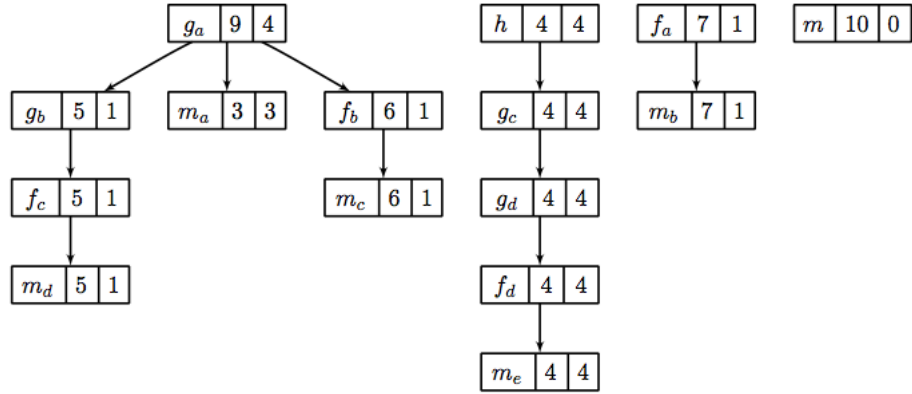 g_a 9 4 h 4 4 f_a 7 1 m 10 0
g_b 5 1 m_a 3 3 f_b 6 1 g_c 4 4 m_b 7 1
f_c 5 1 m_c 6 1 g_d 4 4
m_d 5 1 f_d 4 4
m_e 4 4